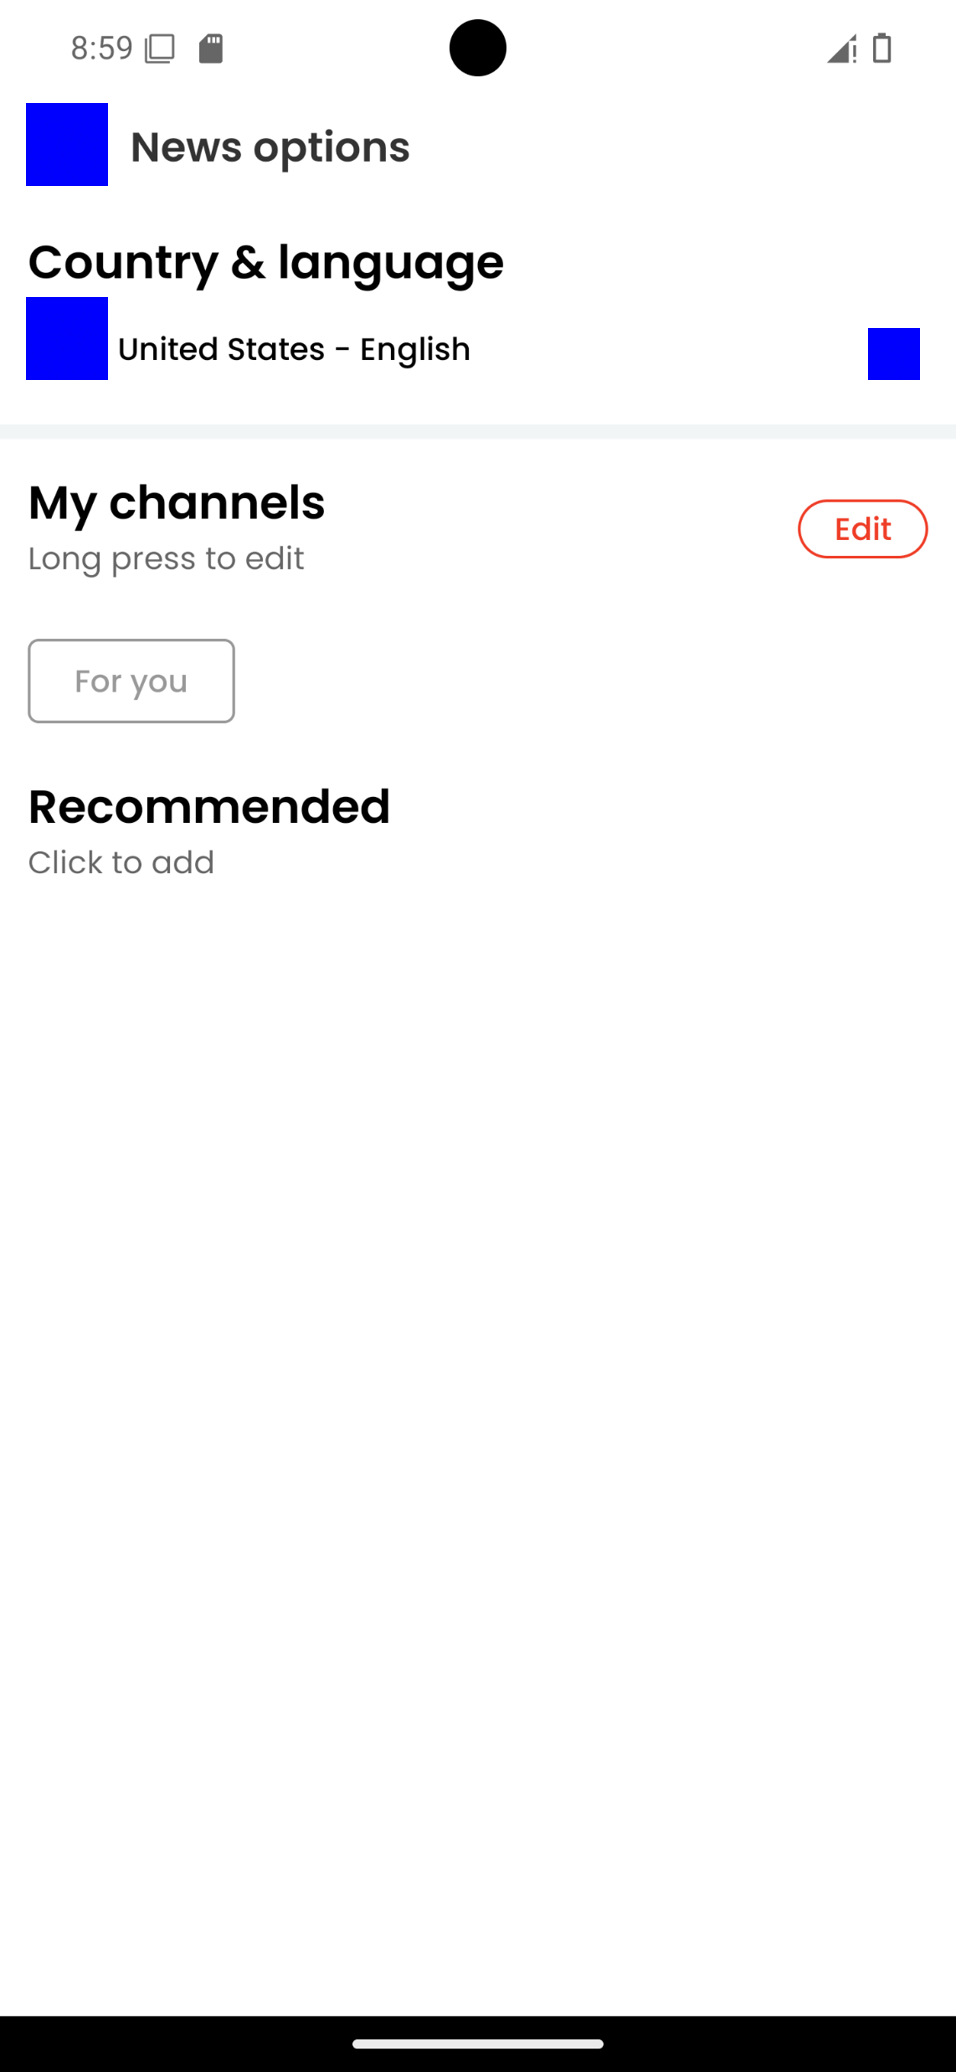 8:59
News options
Country & language
United States - English
My channels
Long press to edit
Edit
For you
Recommended
Click to add